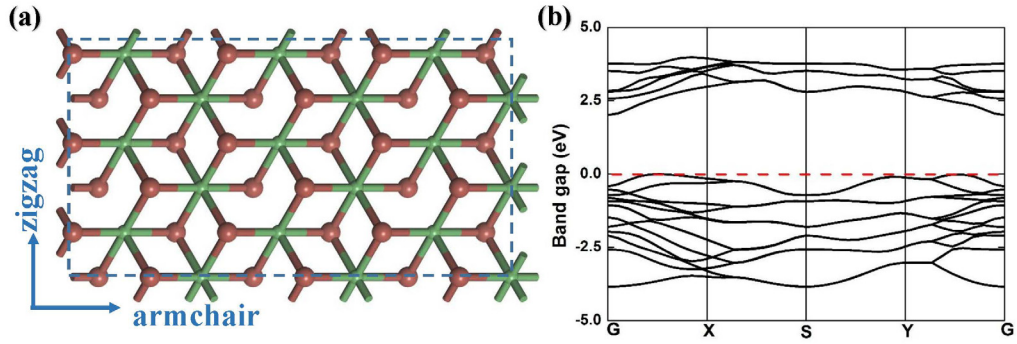 (a)
zigzag
armchair
(b)
Band gap (eV)
5.0
2.5
0.0
-2.5
-5.0
G X S Y G